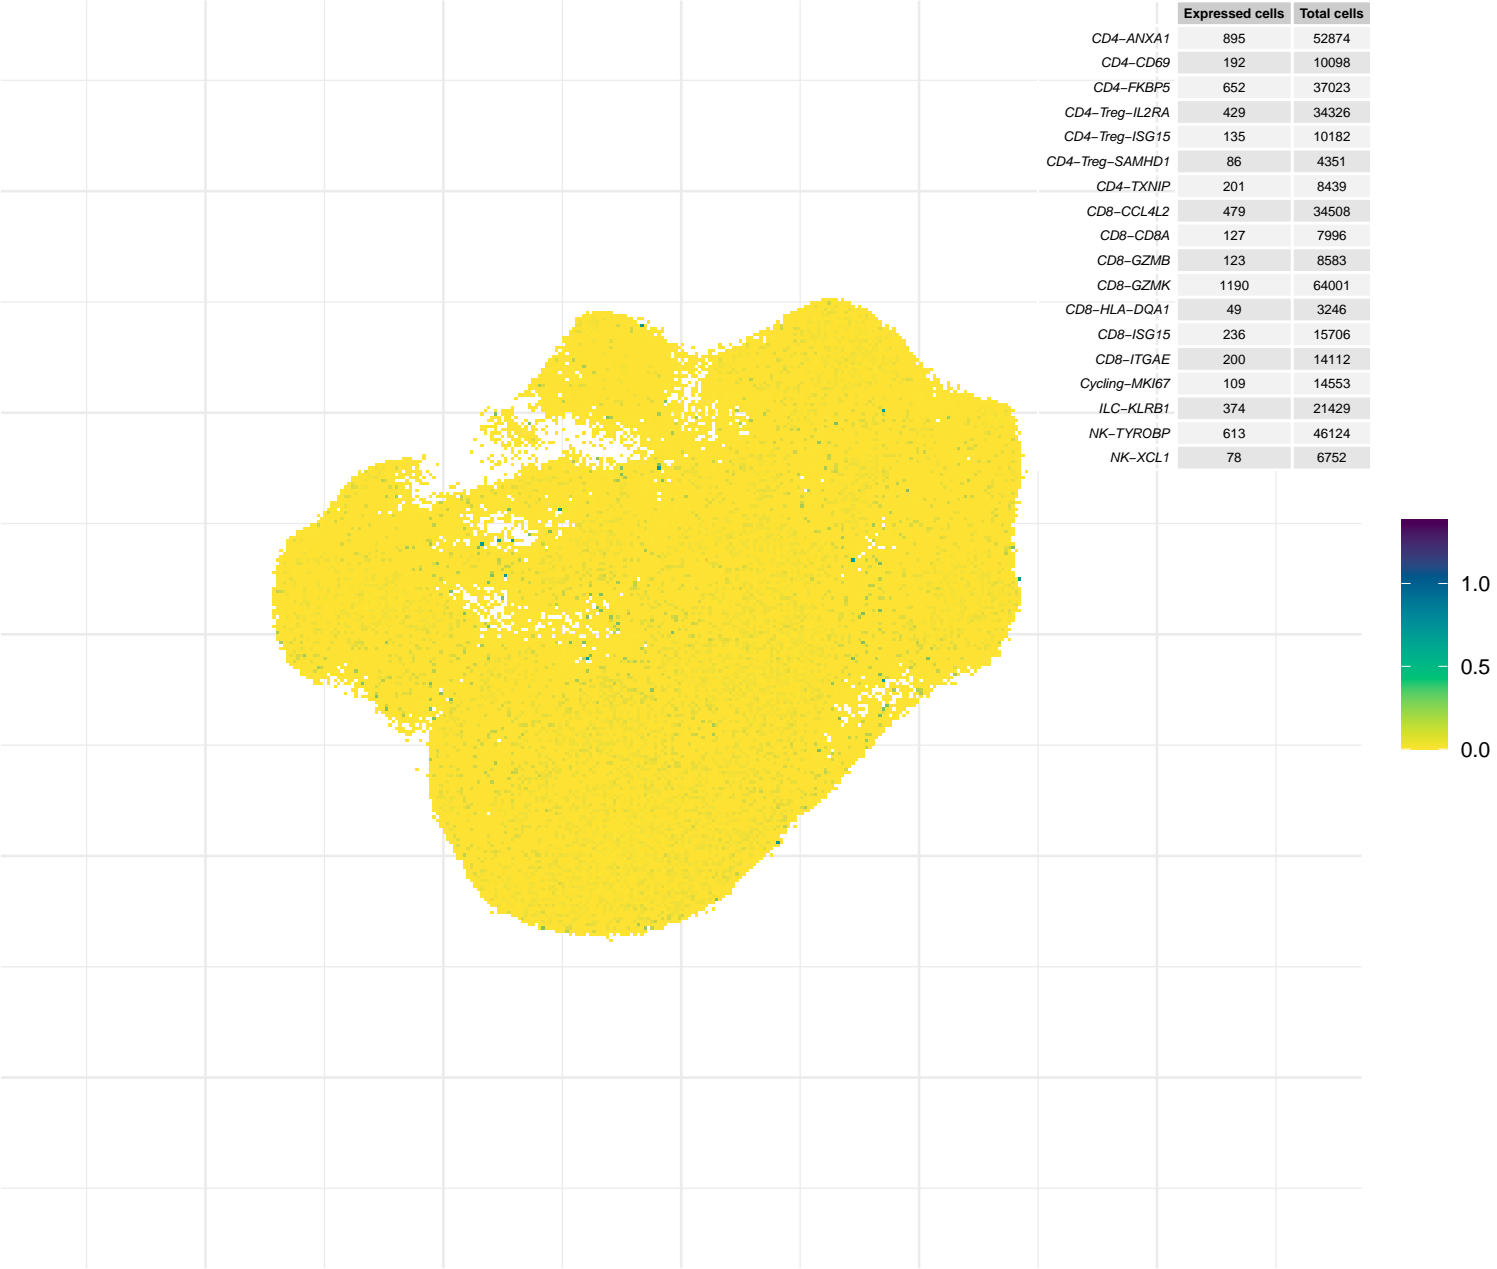 Expressed cells Total cells
CD4−ANXA1 895 52874
CD4−CD69 192 10098
CD4−FKBP5 652 37023
CD4−Treg−IL2RA 429 34326
CD4−Treg−ISG15 135 10182
CD4−Treg−SAMHD1 86 4351
CD4−TXNIP 201 8439
CD8−CCL4L2 479 34508
CD8−CD8A 127 7996
CD8−GZMB 123 8583
CD8−GZMK 1190 64001
CD8−HLA−DQA1 49 3246
CD8−ISG15 236 15706
CD8−ITGAE 200 14112
Cycling−MKI67 109 14553
ILC−KLRB1 374 21429
NK−TYROBP 613 46124
NK−XCL1 78 6752
1.0
0.5
0.0